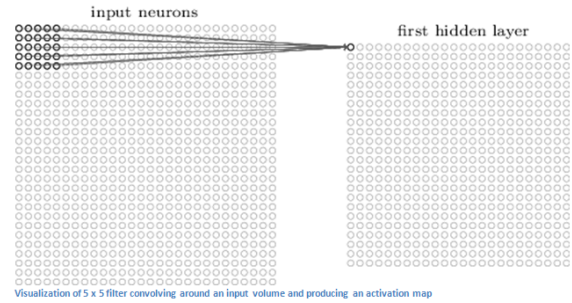 input neurons
first hidden layer
Visualization of 5 x 5 filter convolving around an input volume and producing an activation map